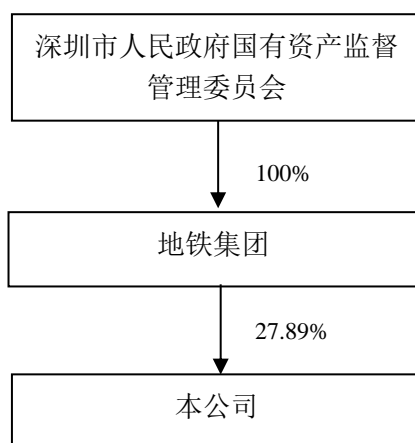 深圳市人民政府国有资产监督
管理委员会
100%
地铁集团
27.89%
本公司